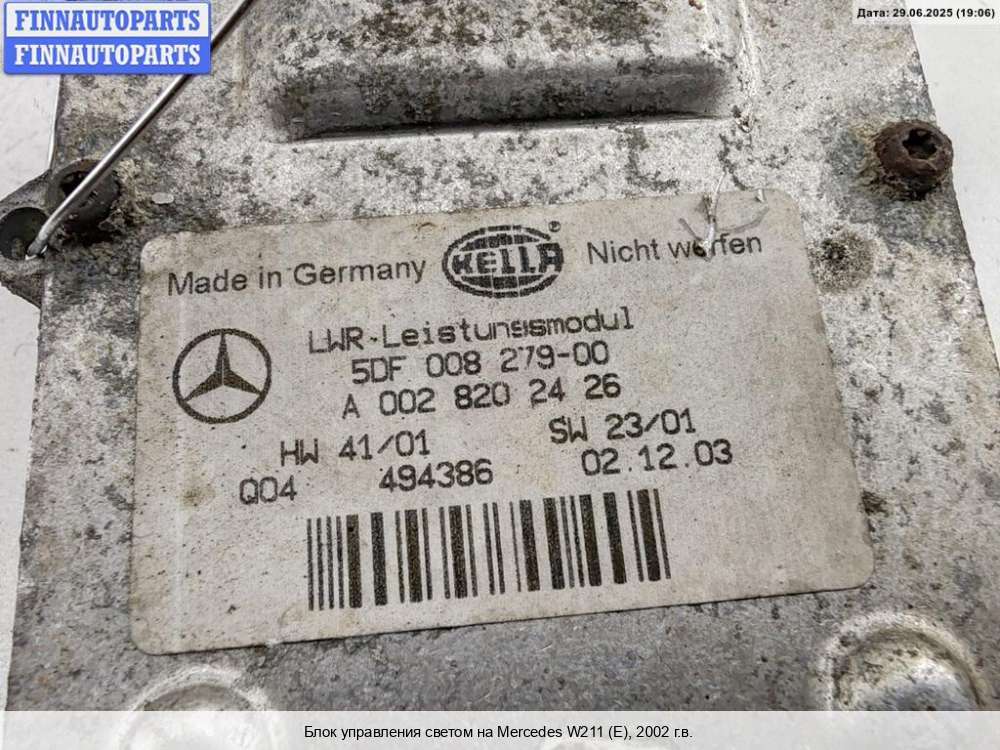 FINNAUTOPARTS
FINNAUTOPARTS
Дата: 29.06.2025 (19:06)
Made in Germany HELLA ® Nicht werfen
LWR-Leistungsmodul
5DF 008 279-00
A 002 820 24 26
HW 41/01 SW 23/01
Q04 494386 02.12.03
Блок управления светом на Mercedes W211 (E), 2002 г.в.